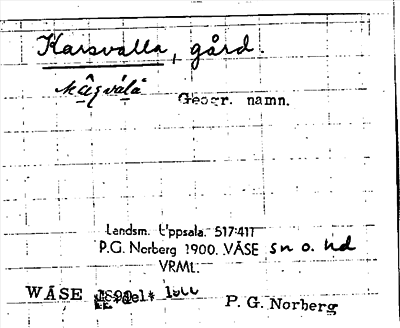 Karsvalla, gård.
Geogr. namn.
Landsm. Uppsala. 517:411
P.G. Norberg 1900. VÄSE sn o. hd
VRML.
WÄSE
P. G. Norberg